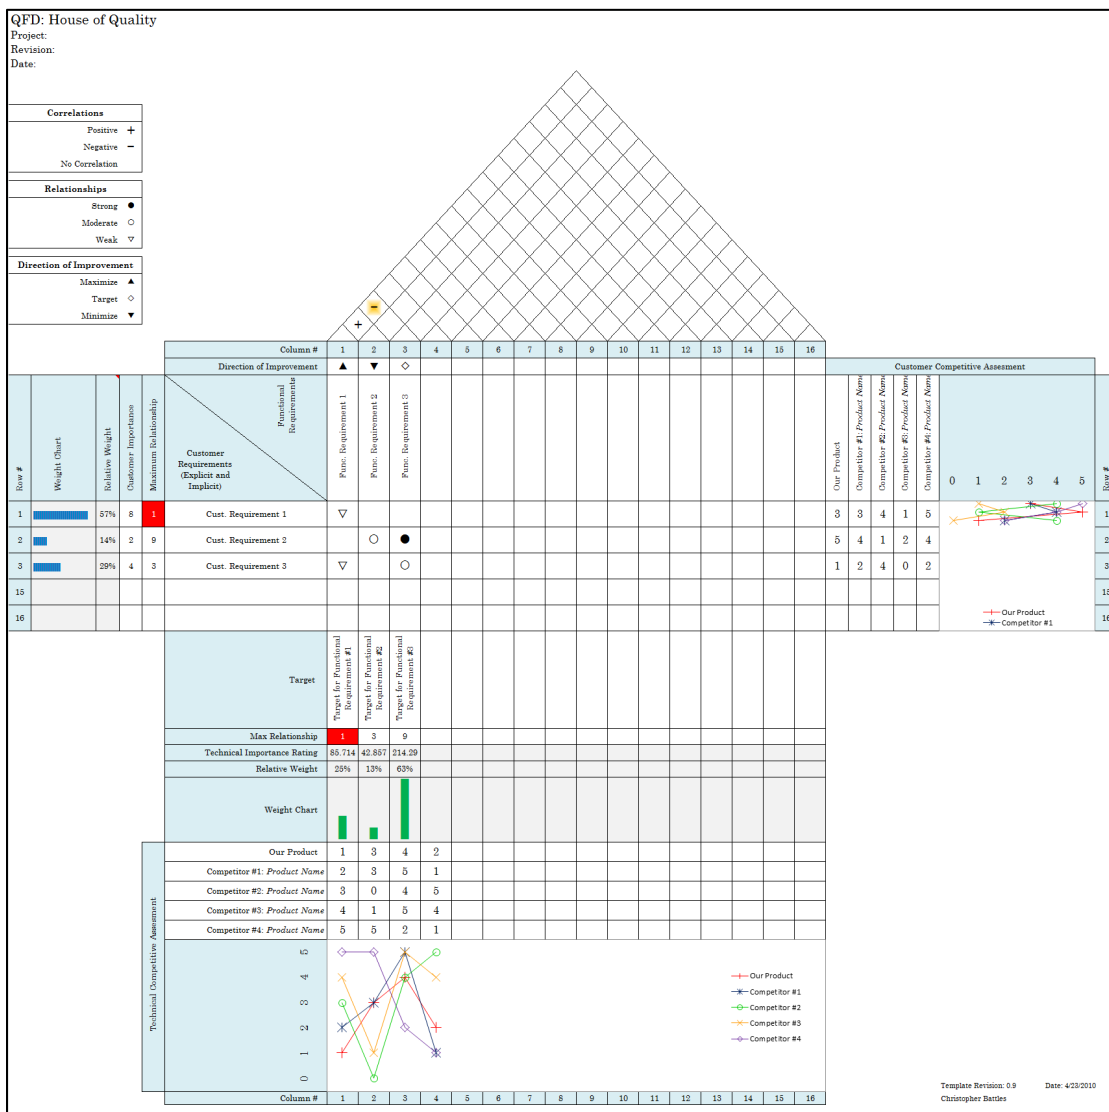 QFD: House of Quality
Project:
Revision:
Date:
Correlations
Positive +
Negative −
No Correlation
Relationships
Strong ●
Moderate ○
Weak ▽
Direction of Improvement
Maximize ▲
Target ◇
Minimize ▼
−
+
Column # 1 2 3 4 5 6 7 8 9 10 11 12 13 14 15 16
Direction of Improvement ▲ ▼ ◇
Customer Competitive Assesment
Row #
Weight Chart
Relative Weight
Customer Importance
Maximum Relationship
Functional
Requirements
Customer
Requirements
(Explicit and
Implicit)
Func. Requirement 1
Func. Requirement 2
Func. Requirement 3
Our Product
Competitor #1: Product Name
Competitor #2: Product Name
Competitor #3: Product Name
Competitor #4: Product Name
0 1 2 3 4 5
Row #
1 57% 8 1 Cust. Requirement 1 ▽ 3 3 4 1 5 1
2 14% 2 9 Cust. Requirement 2 ○ ● 5 4 1 2 4 2
3 29% 4 3 Cust. Requirement 3 ▽ ○ 1 2 4 0 2 3
15 15
16 16
Our Product
Competitor #1
Target
Target for Functional
Requirement #1
Target for Functional
Requirement #2
Target for Functional
Requirement #3
Max Relationship 1 3 9
Technical Importance Rating 85.714 42.857 214.29
Relative Weight 25% 13% 63%
Weight Chart
Technical Competitive Assesment
Our Product 1 3 4 2
Competitor #1: Product Name 2 3 5 1
Competitor #2: Product Name 3 0 4 5
Competitor #3: Product Name 4 1 5 4
Competitor #4: Product Name 5 5 2 1
5
4
3
2
1
0
Our Product
Competitor #1
Competitor #2
Competitor #3
Competitor #4
Column # 1 2 3 4 5 6 7 8 9 10 11 12 13 14 15 16
Template Revision: 0.9 Date: 4/23/2010
Christopher Battles